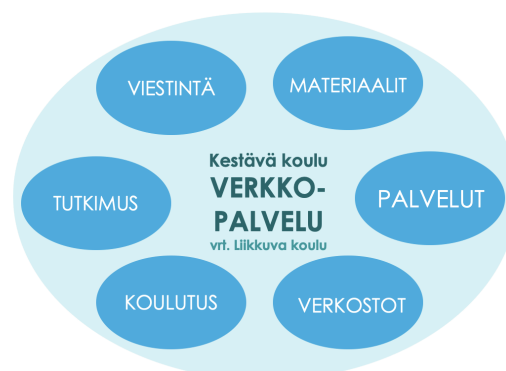 VIESTINTÄ
MATERIAALIT
Kestävä koulu
VERKKO-
PALVELU
vrt. Liikkuva koulu
TUTKIMUS
PALVELUT
KOULUTUS
VERKOSTOT